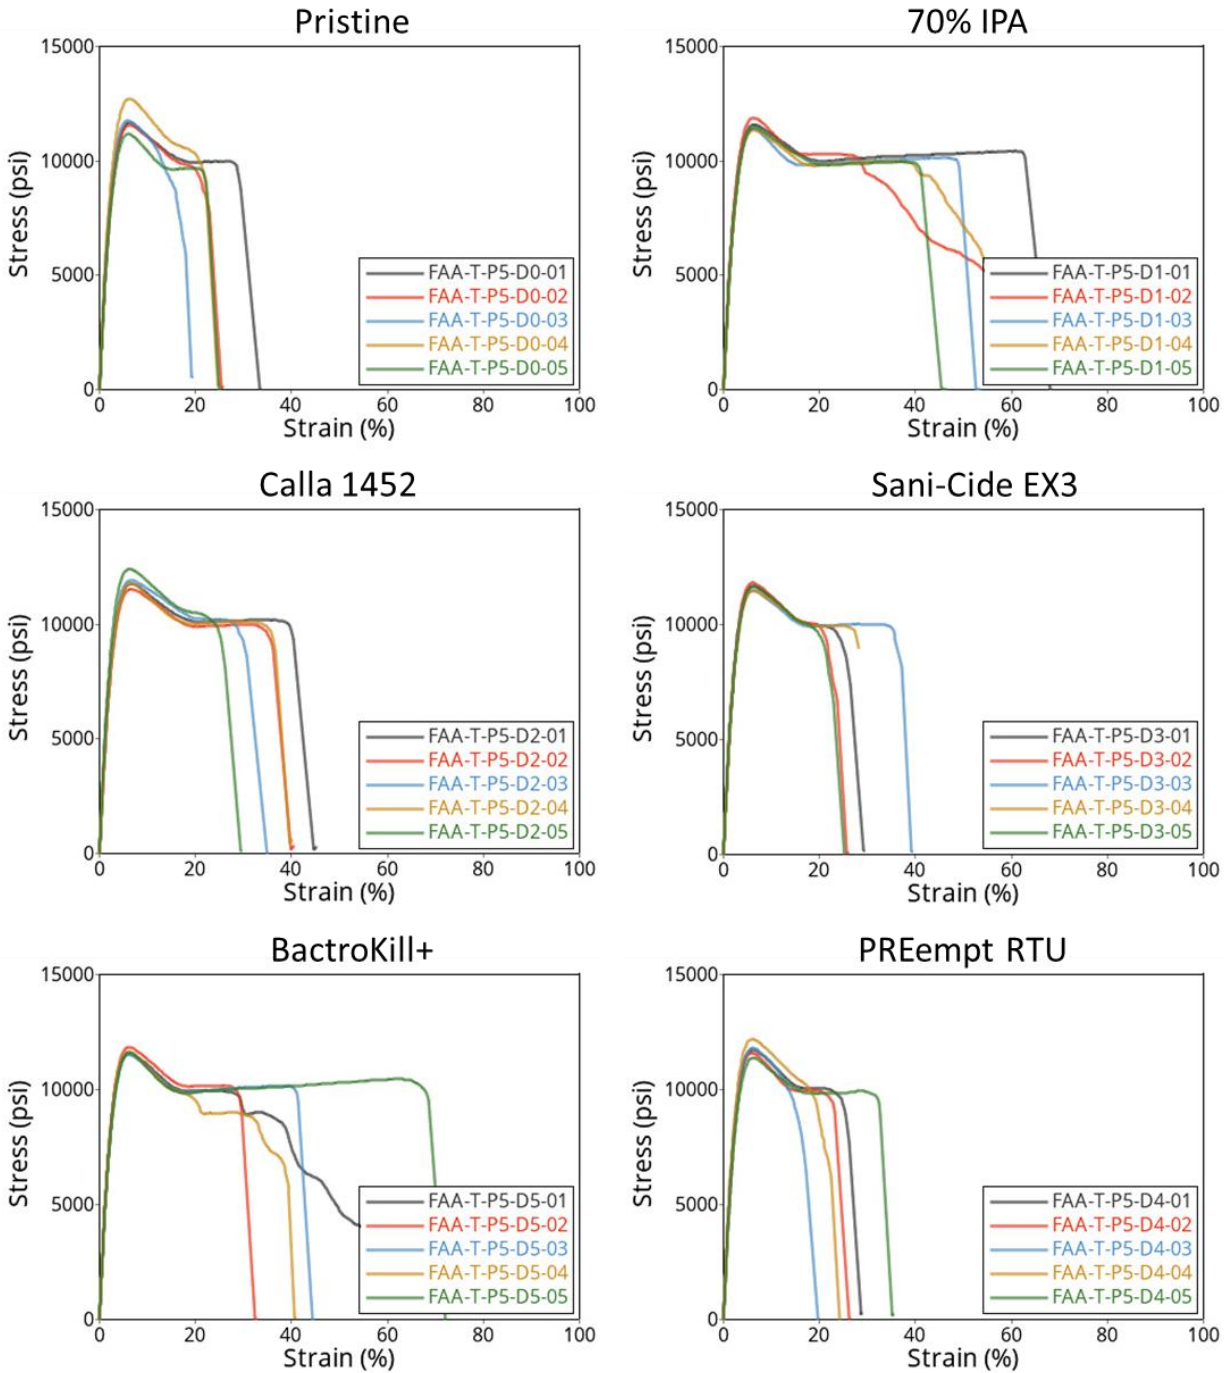 Pristine
15000
10000
5000
0
Stress (psi)
FAA-T-P5-D0-01
FAA-T-P5-D0-02
FAA-T-P5-D0-03
FAA-T-P5-D0-04
FAA-T-P5-D0-05
0 20 40 60 80 100
Strain (%)
70% IPA
15000
10000
5000
0
Stress (psi)
FAA-T-P5-D1-01
FAA-T-P5-D1-02
FAA-T-P5-D1-03
FAA-T-P5-D1-04
FAA-T-P5-D1-05
0 20 40 60 80 100
Strain (%)
Calla 1452
15000
10000
5000
0
Stress (psi)
FAA-T-P5-D2-01
FAA-T-P5-D2-02
FAA-T-P5-D2-03
FAA-T-P5-D2-04
FAA-T-P5-D2-05
0 20 40 60 80 100
Strain (%)
Sani-Cide EX3
15000
10000
5000
0
Stress (psi)
FAA-T-P5-D3-01
FAA-T-P5-D3-02
FAA-T-P5-D3-03
FAA-T-P5-D3-04
FAA-T-P5-D3-05
0 20 40 60 80 100
Strain (%)
BactroKill+
15000
10000
5000
0
Stress (psi)
FAA-T-P5-D5-01
FAA-T-P5-D5-02
FAA-T-P5-D5-03
FAA-T-P5-D5-04
FAA-T-P5-D5-05
0 20 40 60 80 100
Strain (%)
PREempt RTU
15000
10000
5000
0
Stress (psi)
FAA-T-P5-D4-01
FAA-T-P5-D4-02
FAA-T-P5-D4-03
FAA-T-P5-D4-04
FAA-T-P5-D4-05
0 20 40 60 80 100
Strain (%)